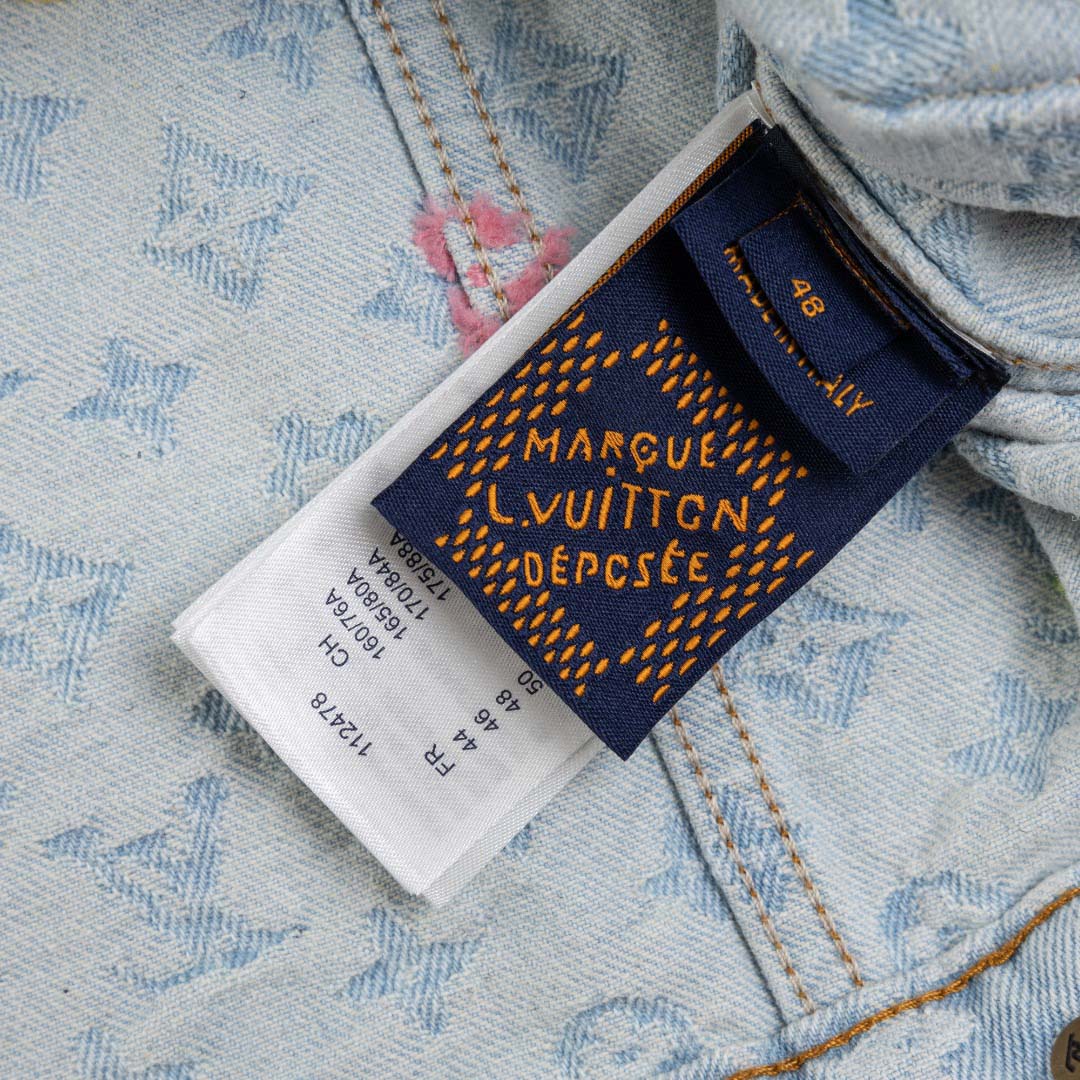 48
MADE IN ITALY
MARQUE
L.VUITTON
DÉPOSÉE
112478
CH
160/76A
165/80A
170/84A
175/88A
FR
44
46
48
50